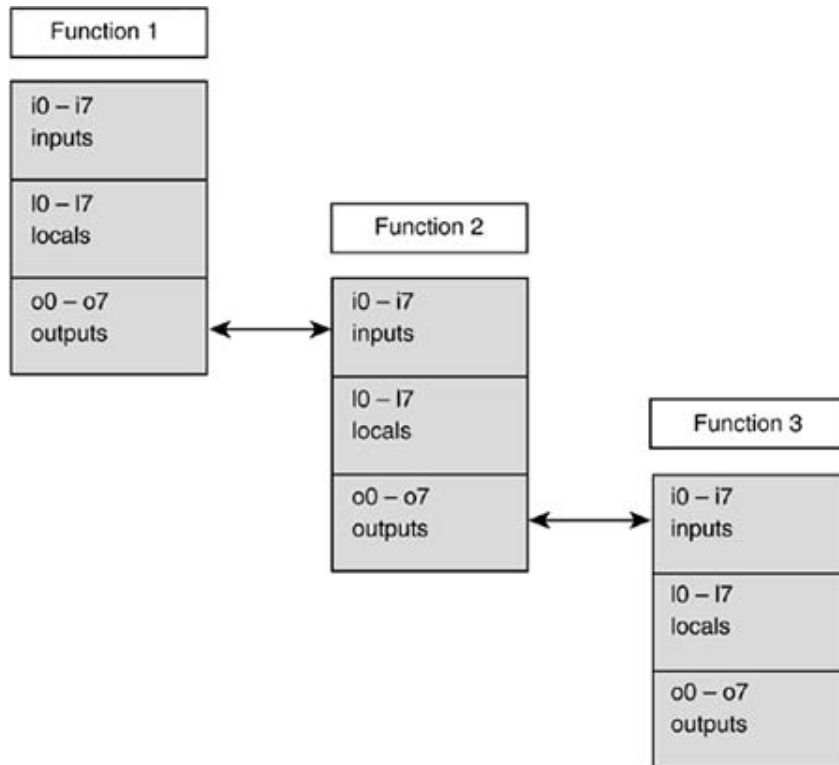 Function 1
i0 – i7
inputs
l0 – l7
locals
o0 – o7
outputs
Function 2
i0 – i7
inputs
l0 – l7
locals
o0 – o7
outputs
Function 3
i0 – i7
inputs
l0 – l7
locals
o0 – o7
outputs